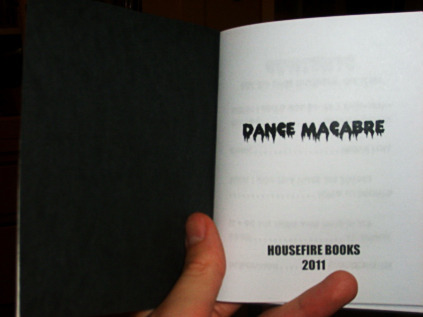 DANCE MACABRE
HOUSEFIRE BOOKS
2011